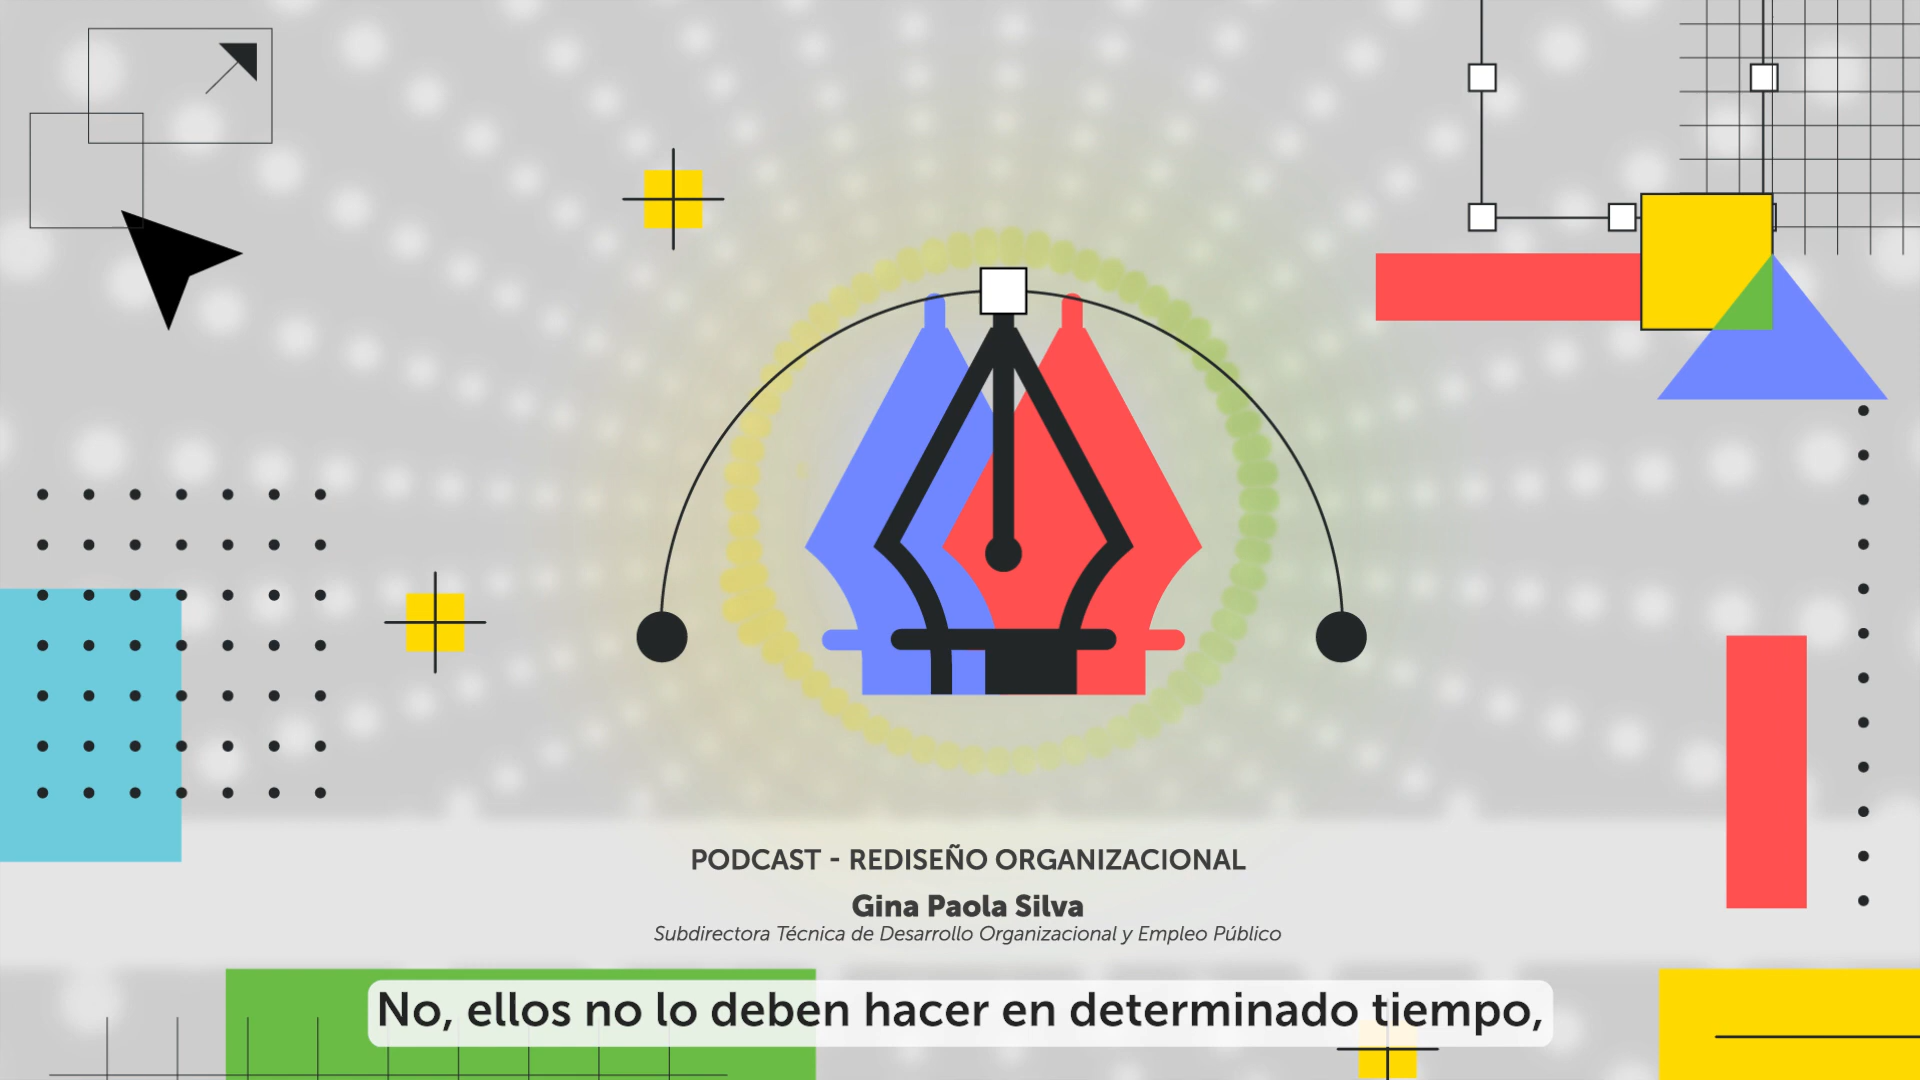 PODCAST - REDISEÑO ORGANIZACIONAL
Gina Paola Silva
Subdirectora Técnica de Desarrollo Organizacional y Empleo Público
No, ellos no lo deben hacer en determinado tiempo,